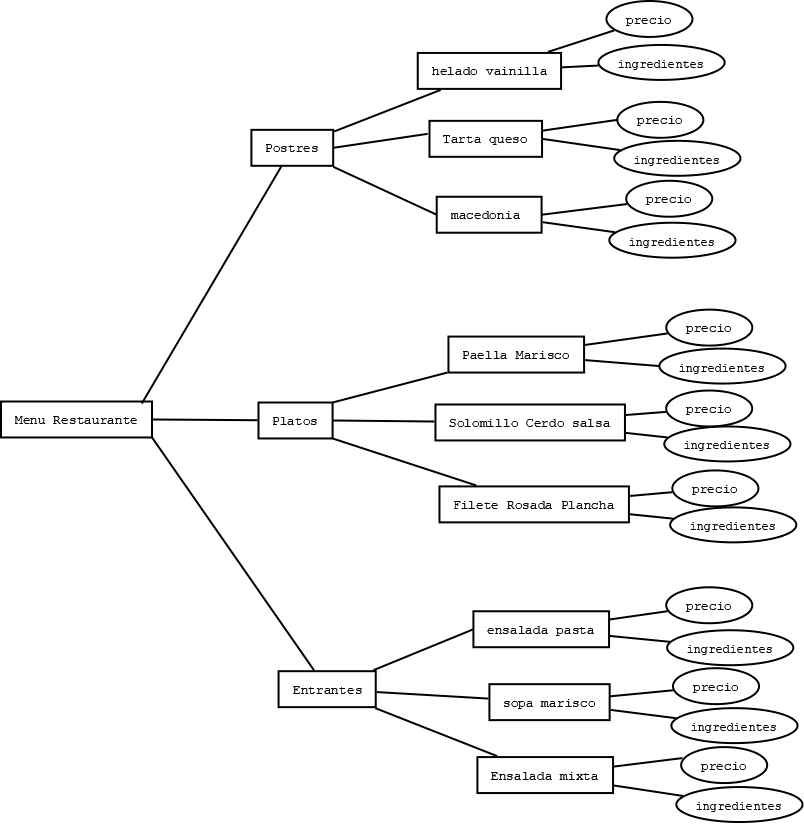 precio
helado vainilla
ingredientes
precio
Postres
Tarta queso
ingredientes
precio
macedonia
ingredientes
precio
Paella Marisco
ingredientes
precio
Menu Restaurante
Platos
Solomillo Cerdo salsa
ingredientes
precio
Filete Rosada Plancha
ingredientes
precio
ensalada pasta
ingredientes
precio
Entrantes
sopa marisco
ingredientes
precio
Ensalada mixta
ingredientes